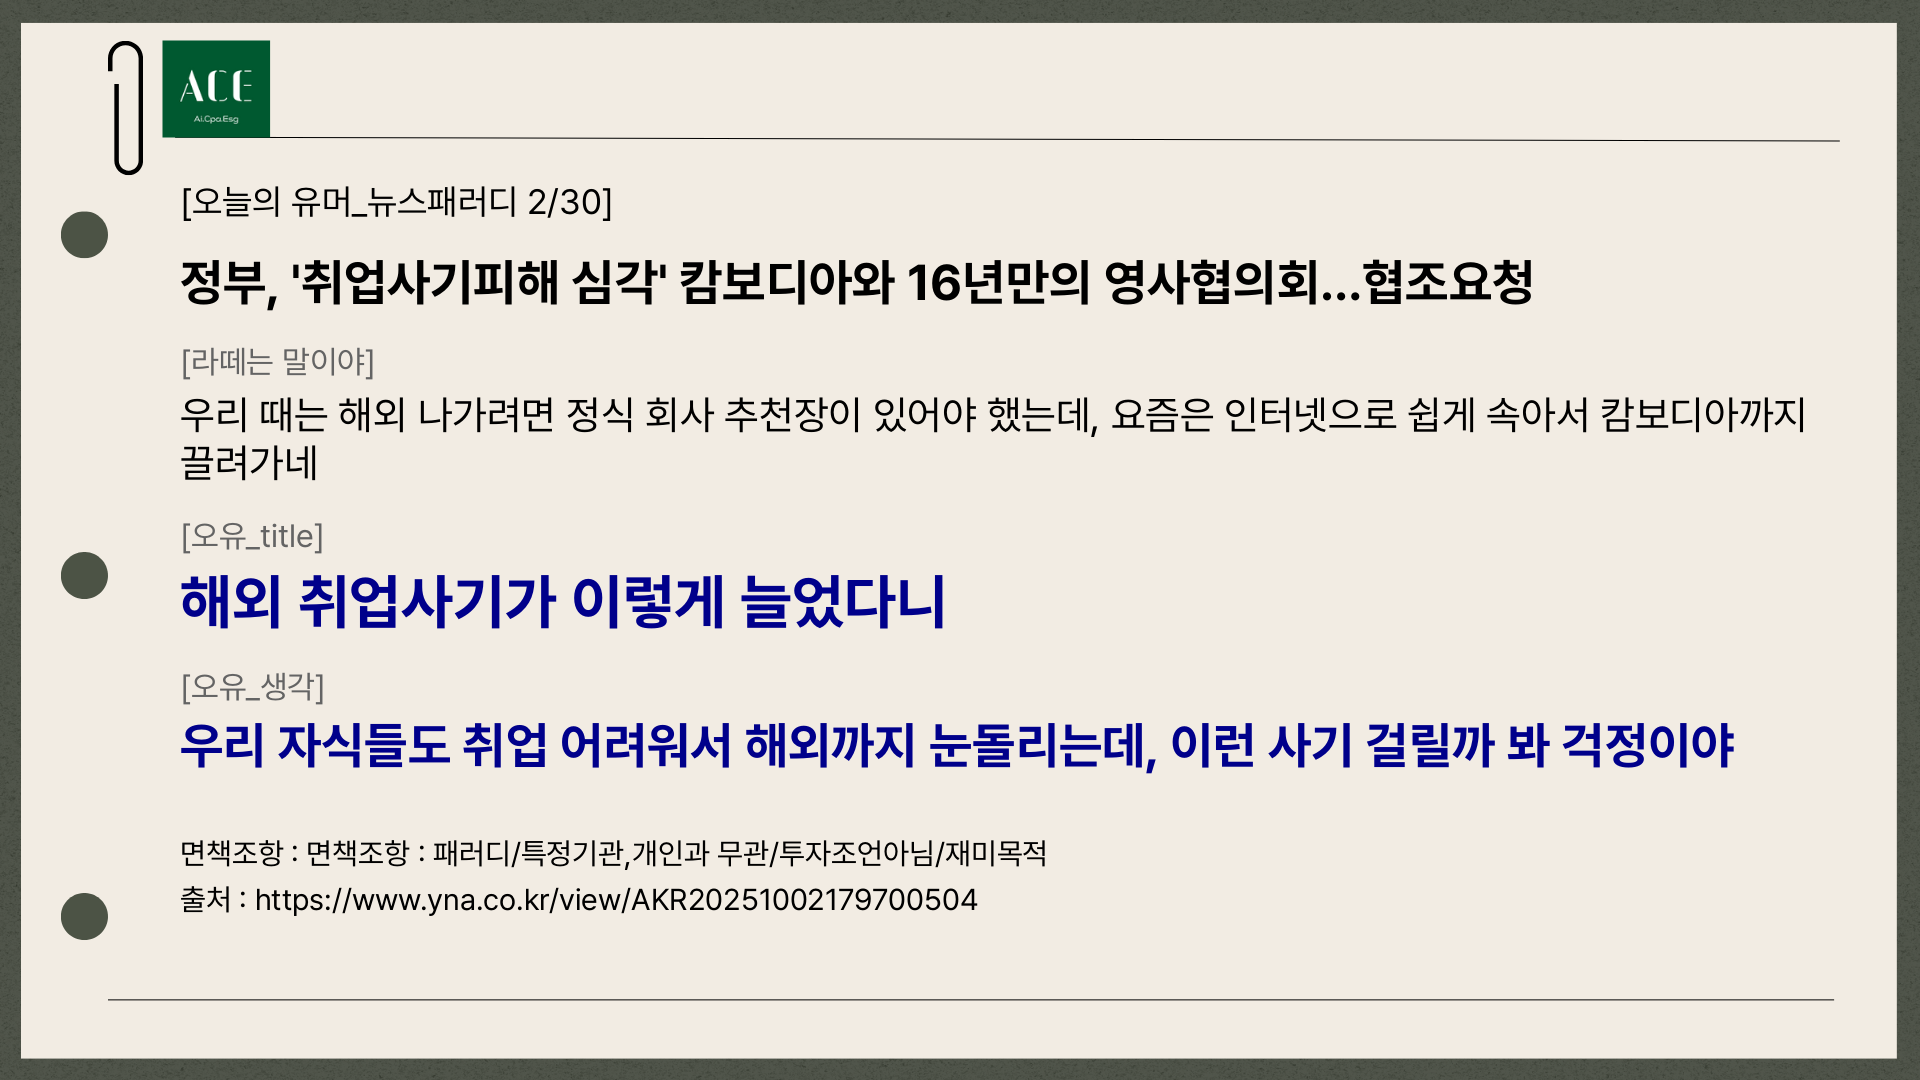 ACE
Ai.Cpa.Esg
[오늘의 유머_뉴스패러디 2/30]
정부, '취업사기피해 심각' 캄보디아와 16년만의 영사협의회...협조요청
[라떼는 말이야]
우리 때는 해외 나가려면 정식 회사 추천장이 있어야 했는데, 요즘은 인터넷으로 쉽게 속아서 캄보디아까지
끌려가네
[오유_title]
해외 취업사기가 이렇게 늘었다니
[오유_생각]
우리 자식들도 취업 어려워서 해외까지 눈돌리는데, 이런 사기 걸릴까 봐 걱정이야
면책조항 : 면책조항 : 패러디/특정기관,개인과 무관/투자조언아님/재미목적
출처 : https://www.yna.co.kr/view/AKR20251002179700504